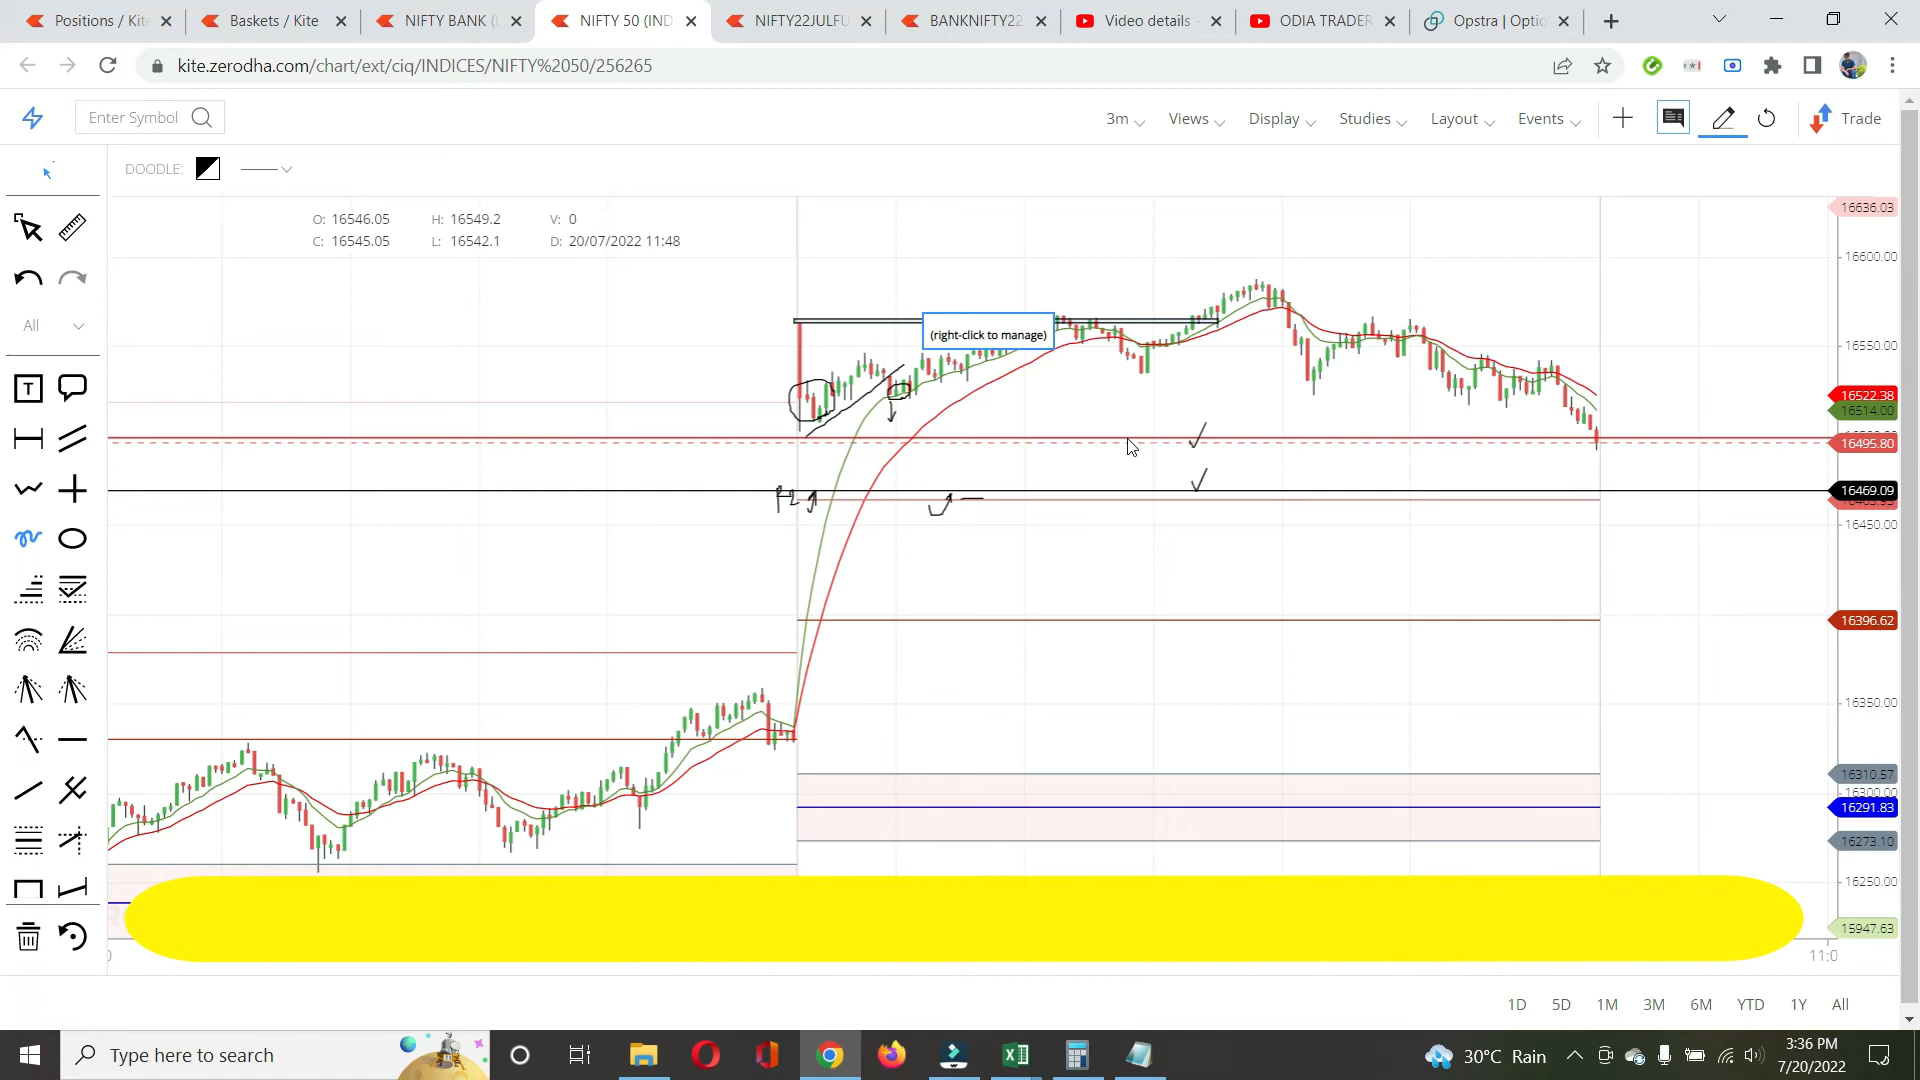 Positions / Kite
Baskets / Kite
NIFTY BANK (
NIFTY 50 (IND
NIFTY22JULFU
BANKNIFTY22
Video details -
ODIA TRADER
Opstra | Optio
kite.zerodha.com/chart/ext/ciq/INDICES/NIFTY%2050/256265
Enter Symbol
3m
Views
Display
Studies
Layout
Events
Trade
DOODLE:
O: 16546.05 H: 16549.2 V: 0
C: 16545.05 L: 16542.1 D: 20/07/2022 11:48
All
(right-click to manage)
16636.03
16600.00
16550.00
16522.38
16514.00
16495.80
16469.09
16450.00
16396.62
16350.00
16310.57
16300.00
16291.83
16273.10
16250.00
15947.63
11:0
1D 5D 1M 3M 6M YTD 1Y All
Type here to search
30°C Rain
3:36 PM
7/20/2022